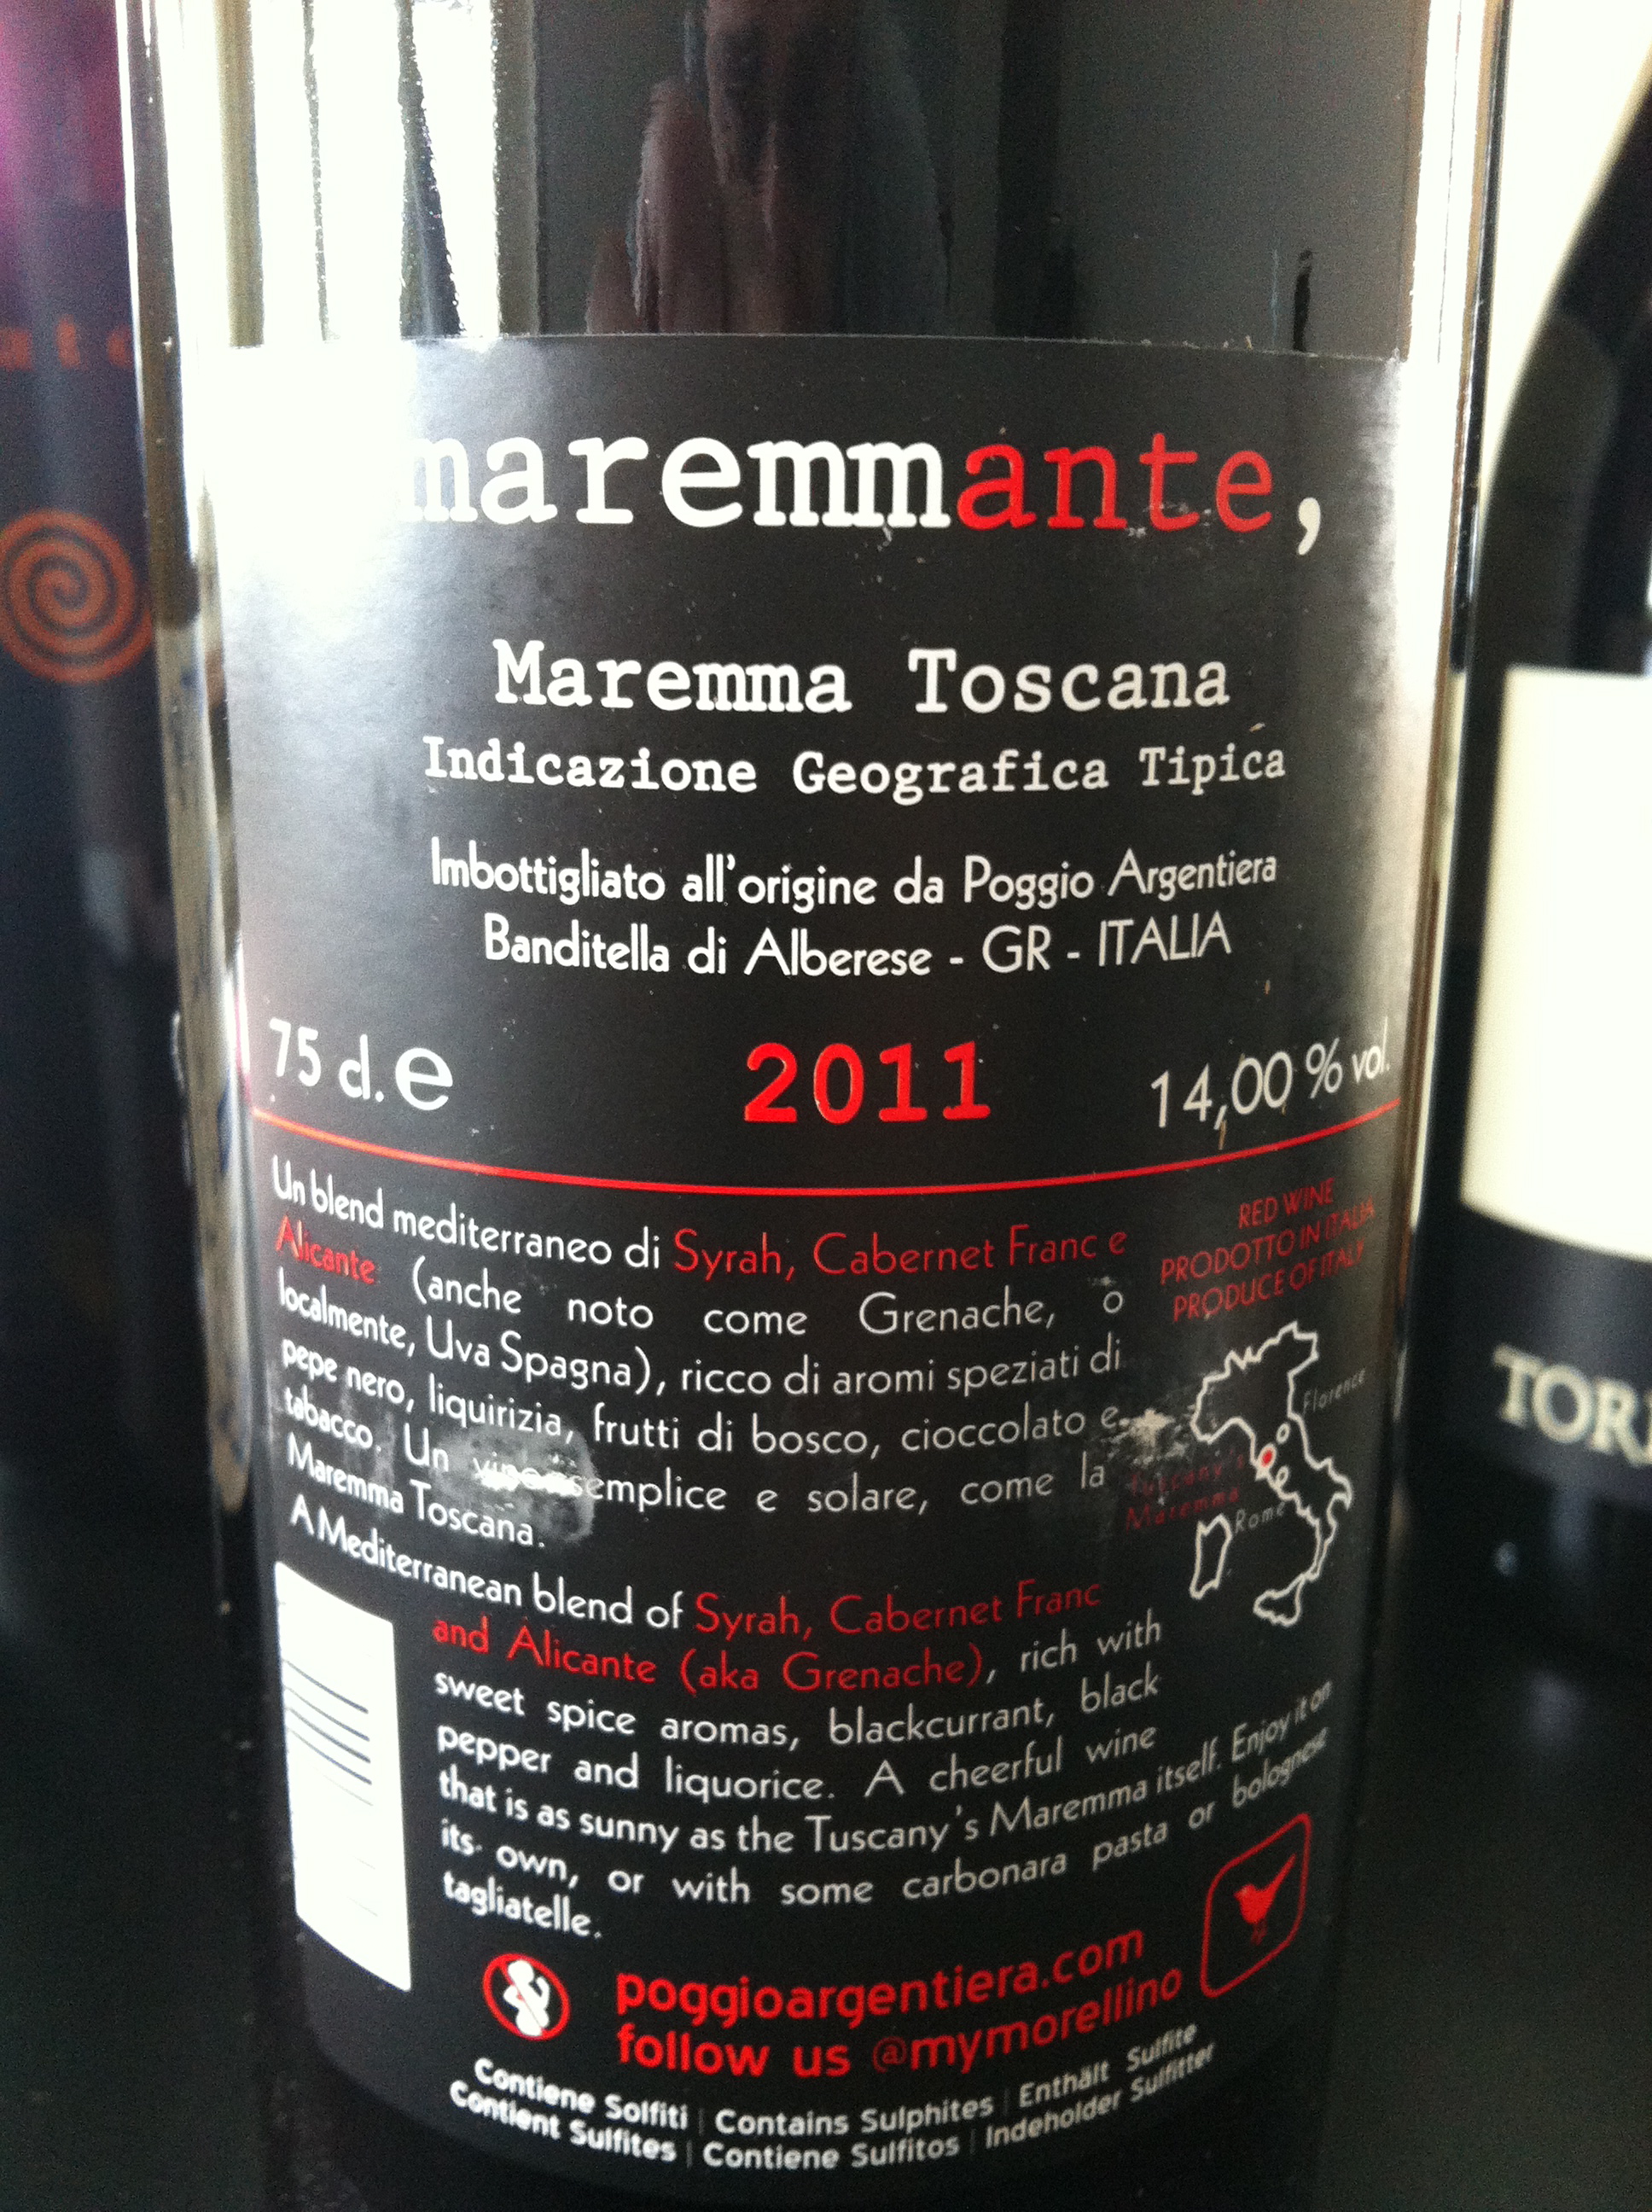 maremmante,
Maremma Toscana
Indicazione Geografica Tipica
Imbottigliato all'origine da Poggio Argentiera
Banditella di Alberese - GR - ITALIA
75 cl. e 2011 14,00 % vol.
Un blend mediterraneo di Syrah, Cabernet Franc e
Alicante (anche noto come Grenache, o
localmente, Uva Spagna), ricco di aromi speziati di
pepe nero, liquirizia, frutti di bosco, cioccolato e
tabacco. Un vino semplice e solare, come la
Maremma Toscana.
RED WINE
PRODOTTO IN ITALIA
PRODUCE OF ITALY
Florence
Tuscany's
Maremma
Rome
A Mediterranean blend of Syrah, Cabernet Franc
and Alicante (aka Grenache), rich with
sweet spice aromas, blackcurrant, black
pepper and liquorice. A cheerful wine
that is as sunny as the Tuscany's Maremma itself. Enjoy it on
its own, or with some carbonara pasta or bolognese
tagliatelle.
poggioargentiera.com
follow us @mymorellino
Contiene Solfiti | Contains Sulphites | Enthält Sulfite
Contient Sulfites | Contiene Sulfitos | Indeholder Sulfitter
TOR